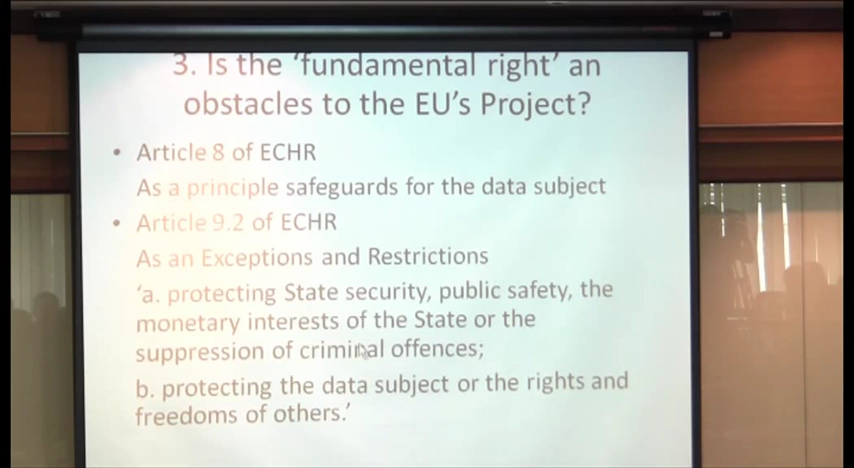 3. Is the ‘fundamental right’ an
obstacles to the EU’s Project?
• Article 8 of ECHR
As a principle safeguards for the data subject
• Article 9.2 of ECHR
As an Exceptions and Restrictions
‘a. protecting State security, public safety, the
monetary interests of the State or the
suppression of criminal offences;
b. protecting the data subject or the rights and
freedoms of others.’